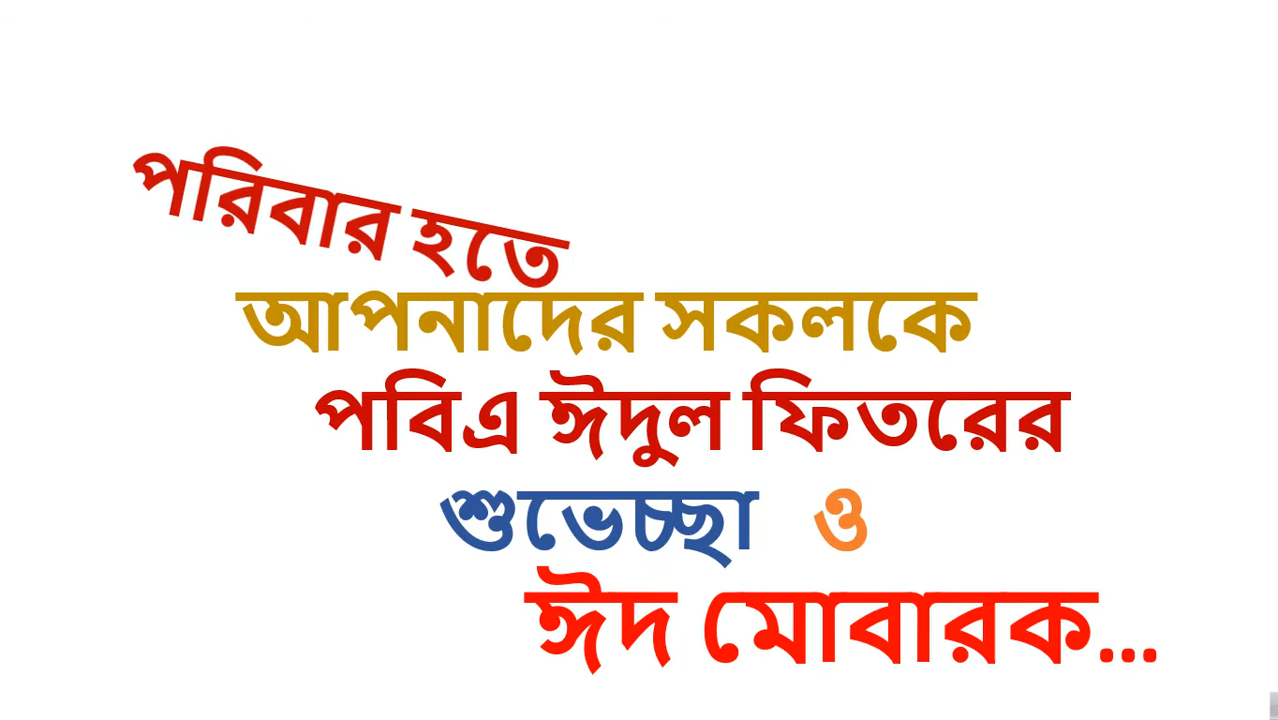 পরিবার হতে
আপনাদের সকলকে
পবিএ ঈদুল ফিতরের
শুভেচ্ছা ও
ঈদ মোবারক...